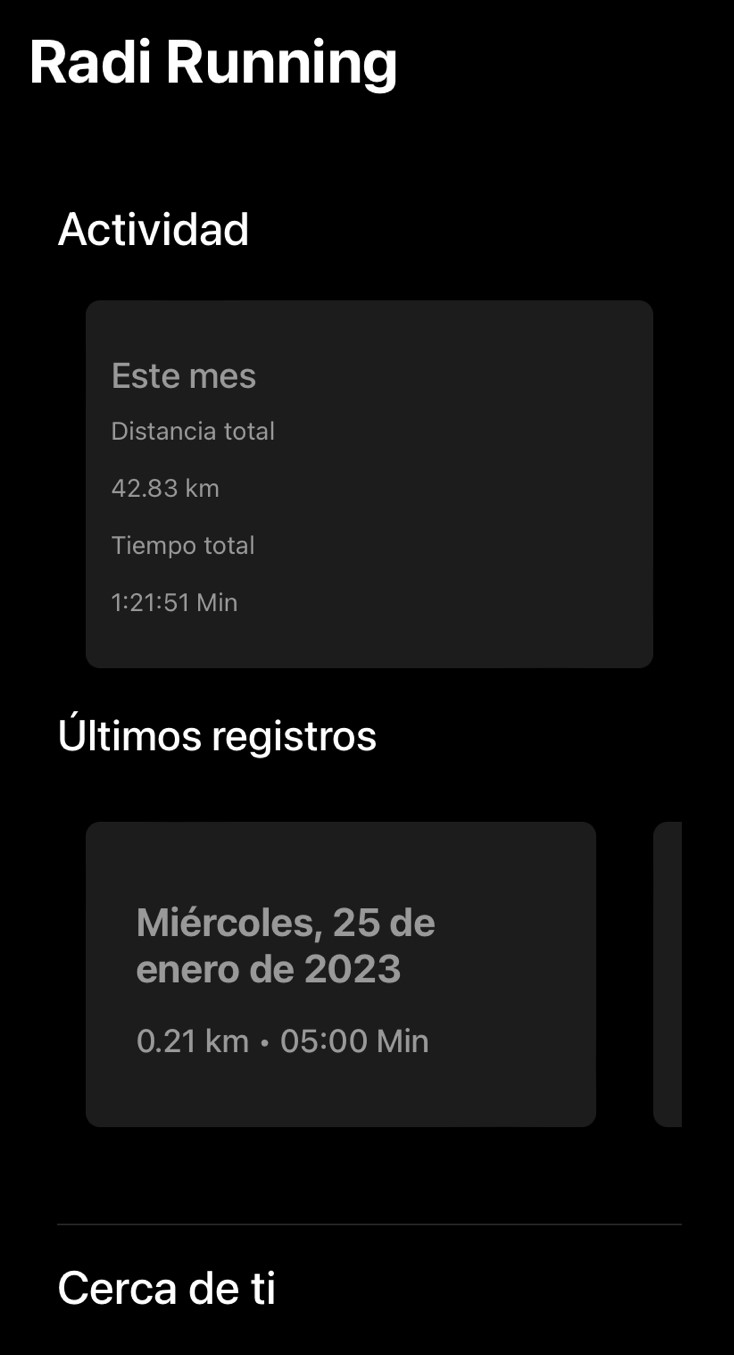 Radi Running
Actividad
Este mes
Distancia total
42.83 km
Tiempo total
1:21:51 Min
Últimos registros
Miércoles, 25 de
enero de 2023
0.21 km • 05:00 Min
Cerca de ti